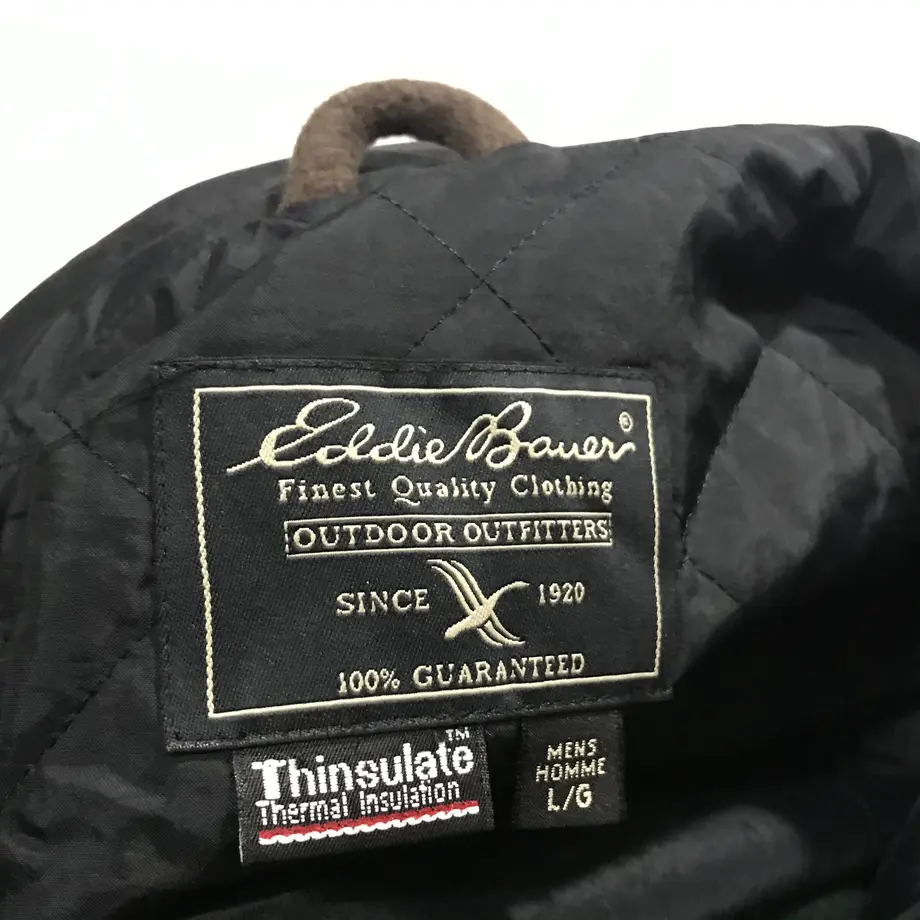 Eddie Bauer®
Finest Quality Clothing
OUTDOOR OUTFITTERS
SINCE 1920
100% GUARANTEED
Thinsulate™
Thermal Insulation
MENS
HOMME
L/G